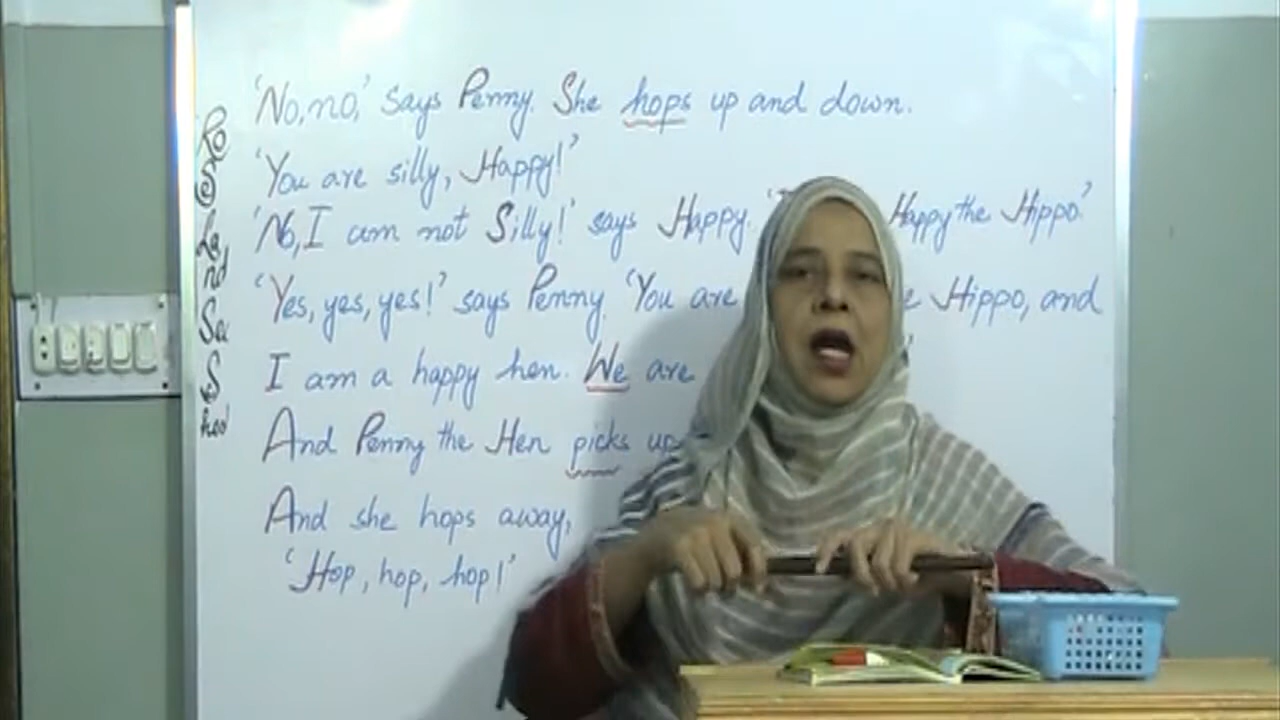 'No, no,' says Penny. She hops up and down.
'You are silly, Happy!'
'No, I am not Silly!' says Happy. Happy the Hippo.'
'Yes, yes, yes!' says Penny. 'You are Hippo, and
I am a happy hen. We are
And Penny the Hen picks up
And she hops away,
'Hop, hop, hop!'